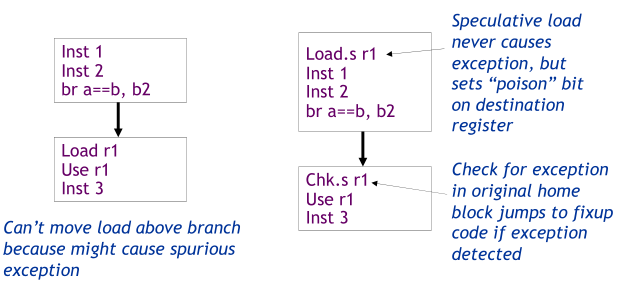 Inst 1
Inst 2
br a==b, b2
Load r1
Use r1
Inst 3
Can't move load above branch
because might cause spurious
exception
Load.s r1
Inst 1
Inst 2
br a==b, b2
Chk.s r1
Use r1
Inst 3
Speculative load
never causes
exception, but
sets “poison” bit
on destination
register
Check for exception
in original home
block jumps to fixup
code if exception
detected